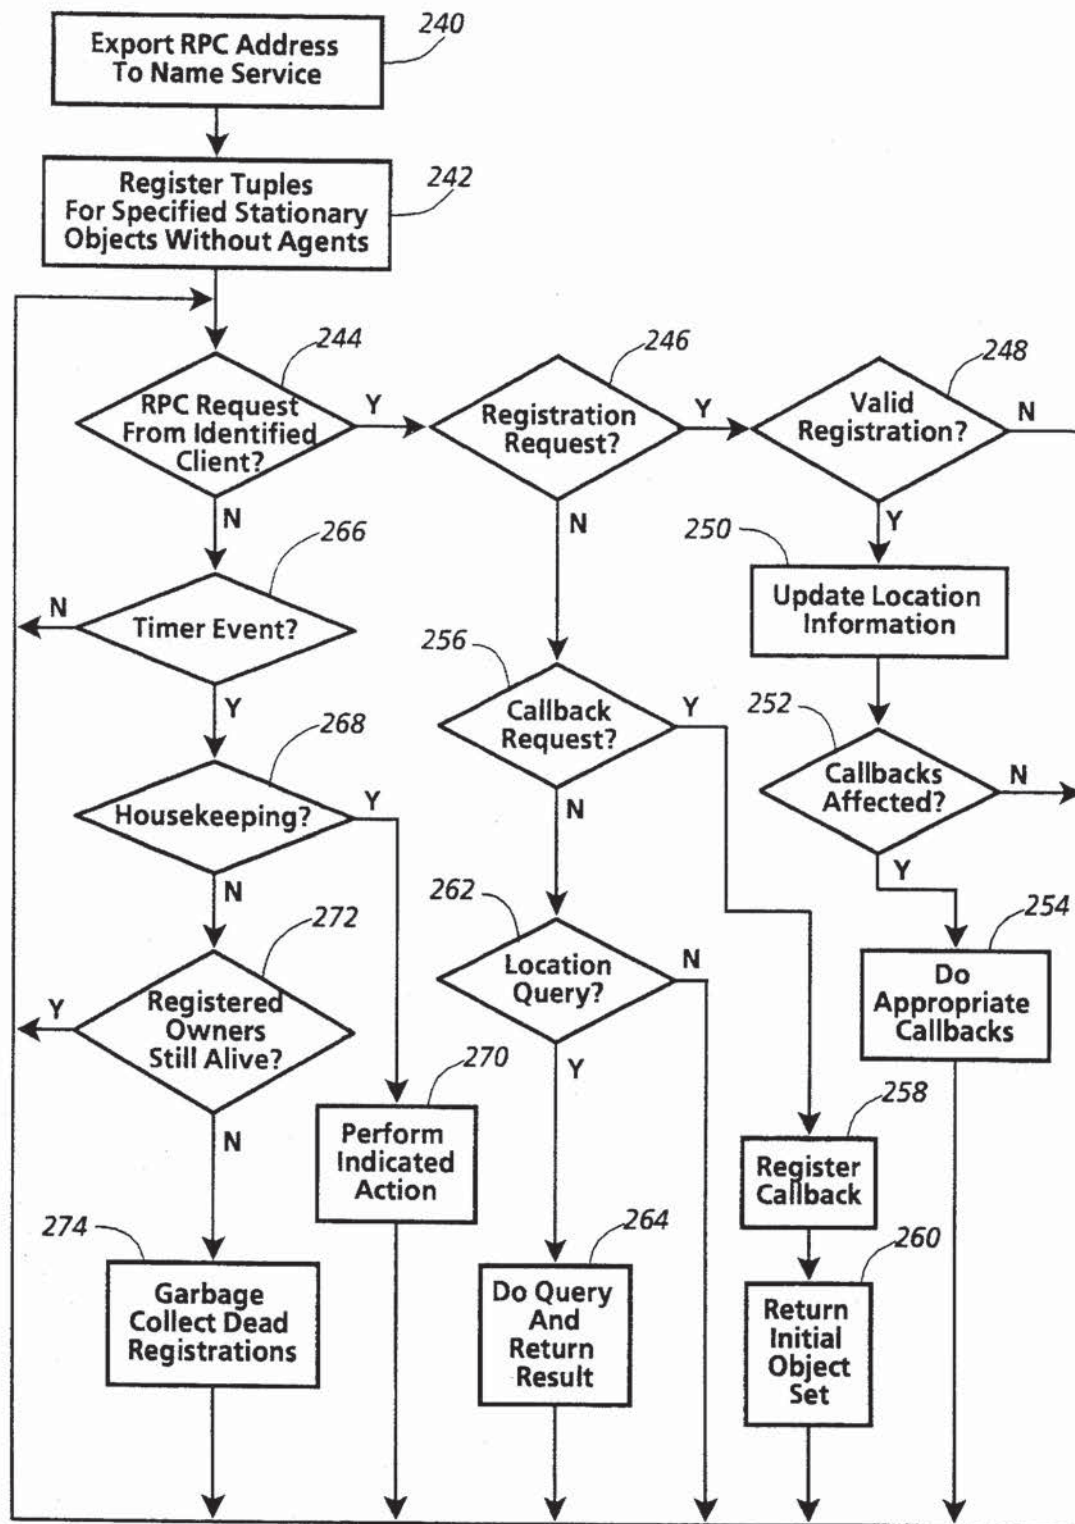 240
Export RPC Address
To Name Service
242
Register Tuples
For Specified Stationary
Objects Without Agents
244
RPC Request
From Identified
Client?
Y
N
246
Registration
Request?
Y
N
248
Valid
Registration?
N
Y
250
Update Location
Information
252
Callbacks
Affected?
N
Y
254
Do
Appropriate
Callbacks
256
Callback
Request?
Y
N
258
Register
Callback
260
Return
Initial
Object
Set
262
Location
Query?
N
Y
264
Do Query
And
Return
Result
266
Timer Event?
N
Y
268
Housekeeping?
Y
N
270
Perform
Indicated
Action
272
Registered
Owners
Still Alive?
Y
N
274
Garbage
Collect Dead
Registrations